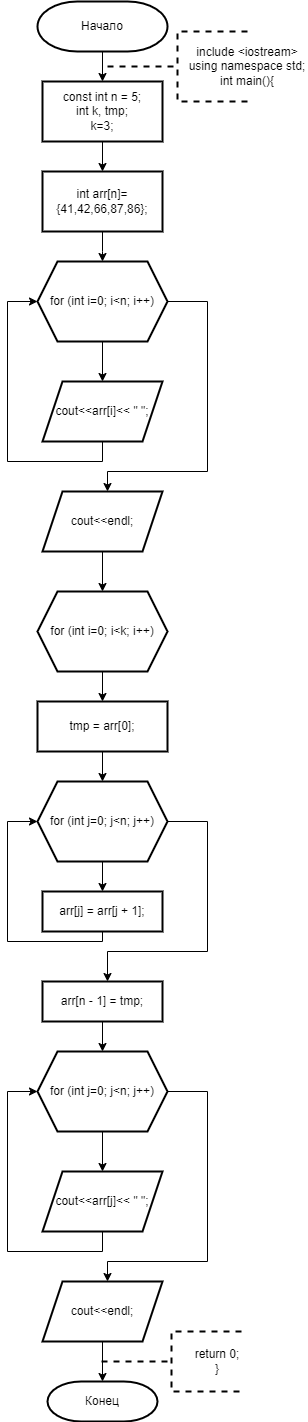 Начало
include <iostream>
using namespace std;
int main(){
const int n = 5;
int k, tmp;
k=3;
int arr[n]=
{41,42,66,87,86};
for (int i=0; i<n; i++)
cout<<arr[i]<< " ";
cout<<endl;
for (int i=0; i<k; i++)
tmp = arr[0];
for (int j=0; j<n; j++)
arr[j] = arr[j + 1];
arr[n - 1] = tmp;
for (int j=0; j<n; j++)
cout<<arr[j]<< " ";
cout<<endl;
return 0;
}
Конец